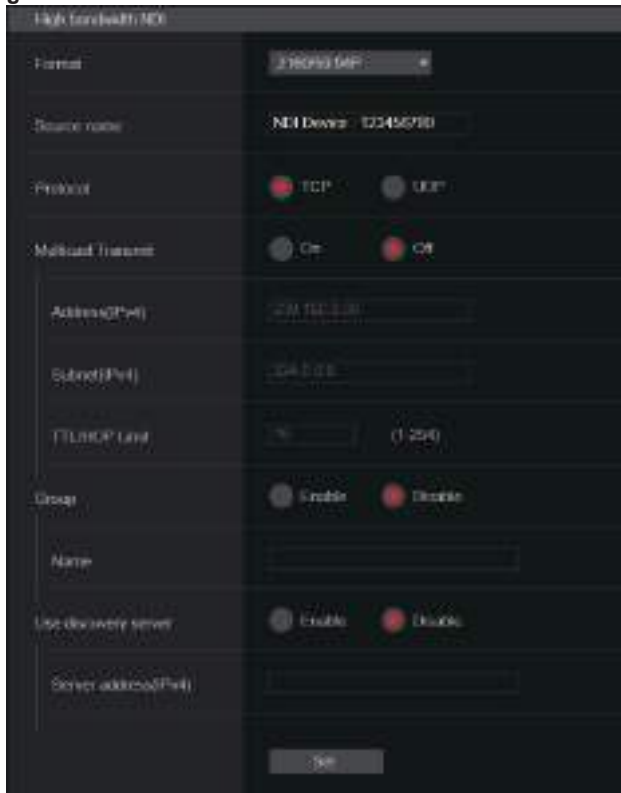 High bandwidth NDI
Format
Source name
NDI Device 123456780
Protocol
TCP UDP
Multicast Transmit
On Off
Address(IPv4)
Subnet(IPv4)
TTL/HOP Limit
(1-254)
Group
Enable Disable
Name
Use discovery server
Enable Disable
Server address(IPv4)
Set